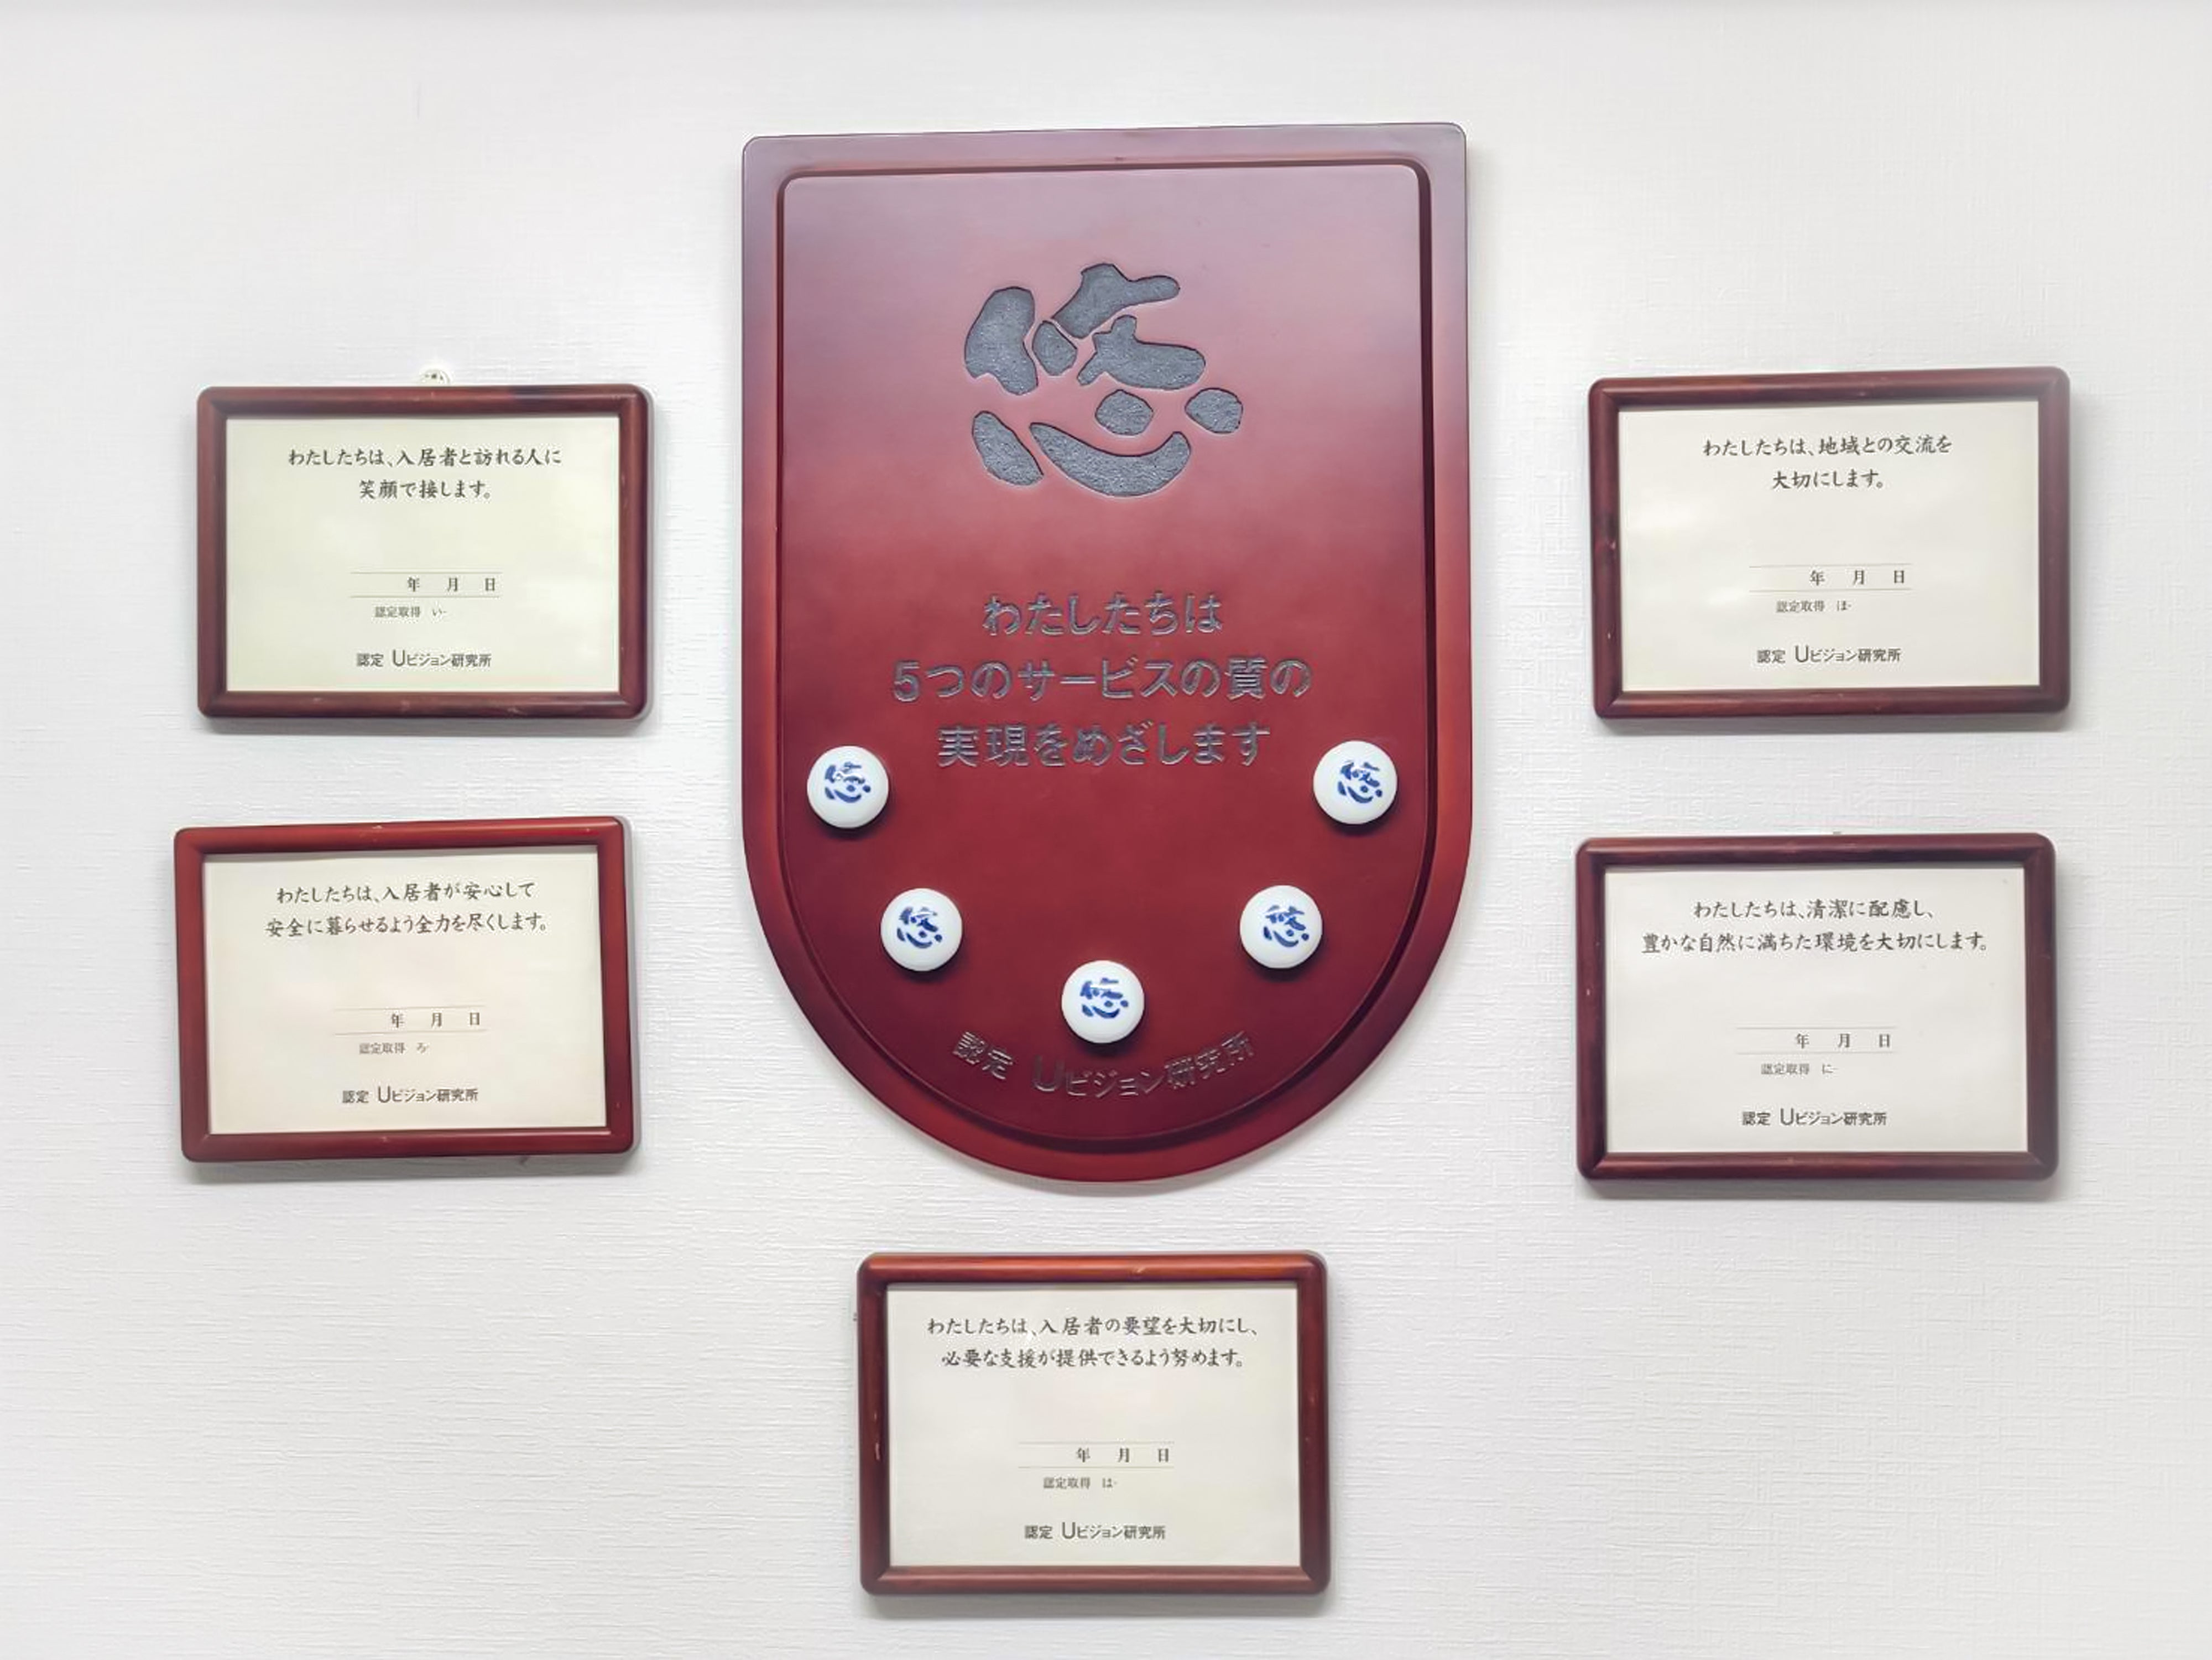 悠
わたしたちは
5つのサービスの質の
実現をめざします
悠
悠
悠
悠
悠
認定 Uビジョン研究所
わたしたちは、入居者と訪れる人に
笑顔で接します。
年 月 日
認定取得 い-
認定 Uビジョン研究所
わたしたちは、入居者が安心して
安全に暮らせるよう全力を尽くします。
年 月 日
認定取得 ろ-
認定 Uビジョン研究所
わたしたちは、入居者の要望を大切にし、
必要な支援が提供できるよう努めます。
年 月 日
認定取得 は-
認定 Uビジョン研究所
わたしたちは、清潔に配慮し、
豊かな自然に満ちた環境を大切にします。
年 月 日
認定取得 に-
認定 Uビジョン研究所
わたしたちは、地域との交流を
大切にします。
年 月 日
認定取得 ほ-
認定 Uビジョン研究所